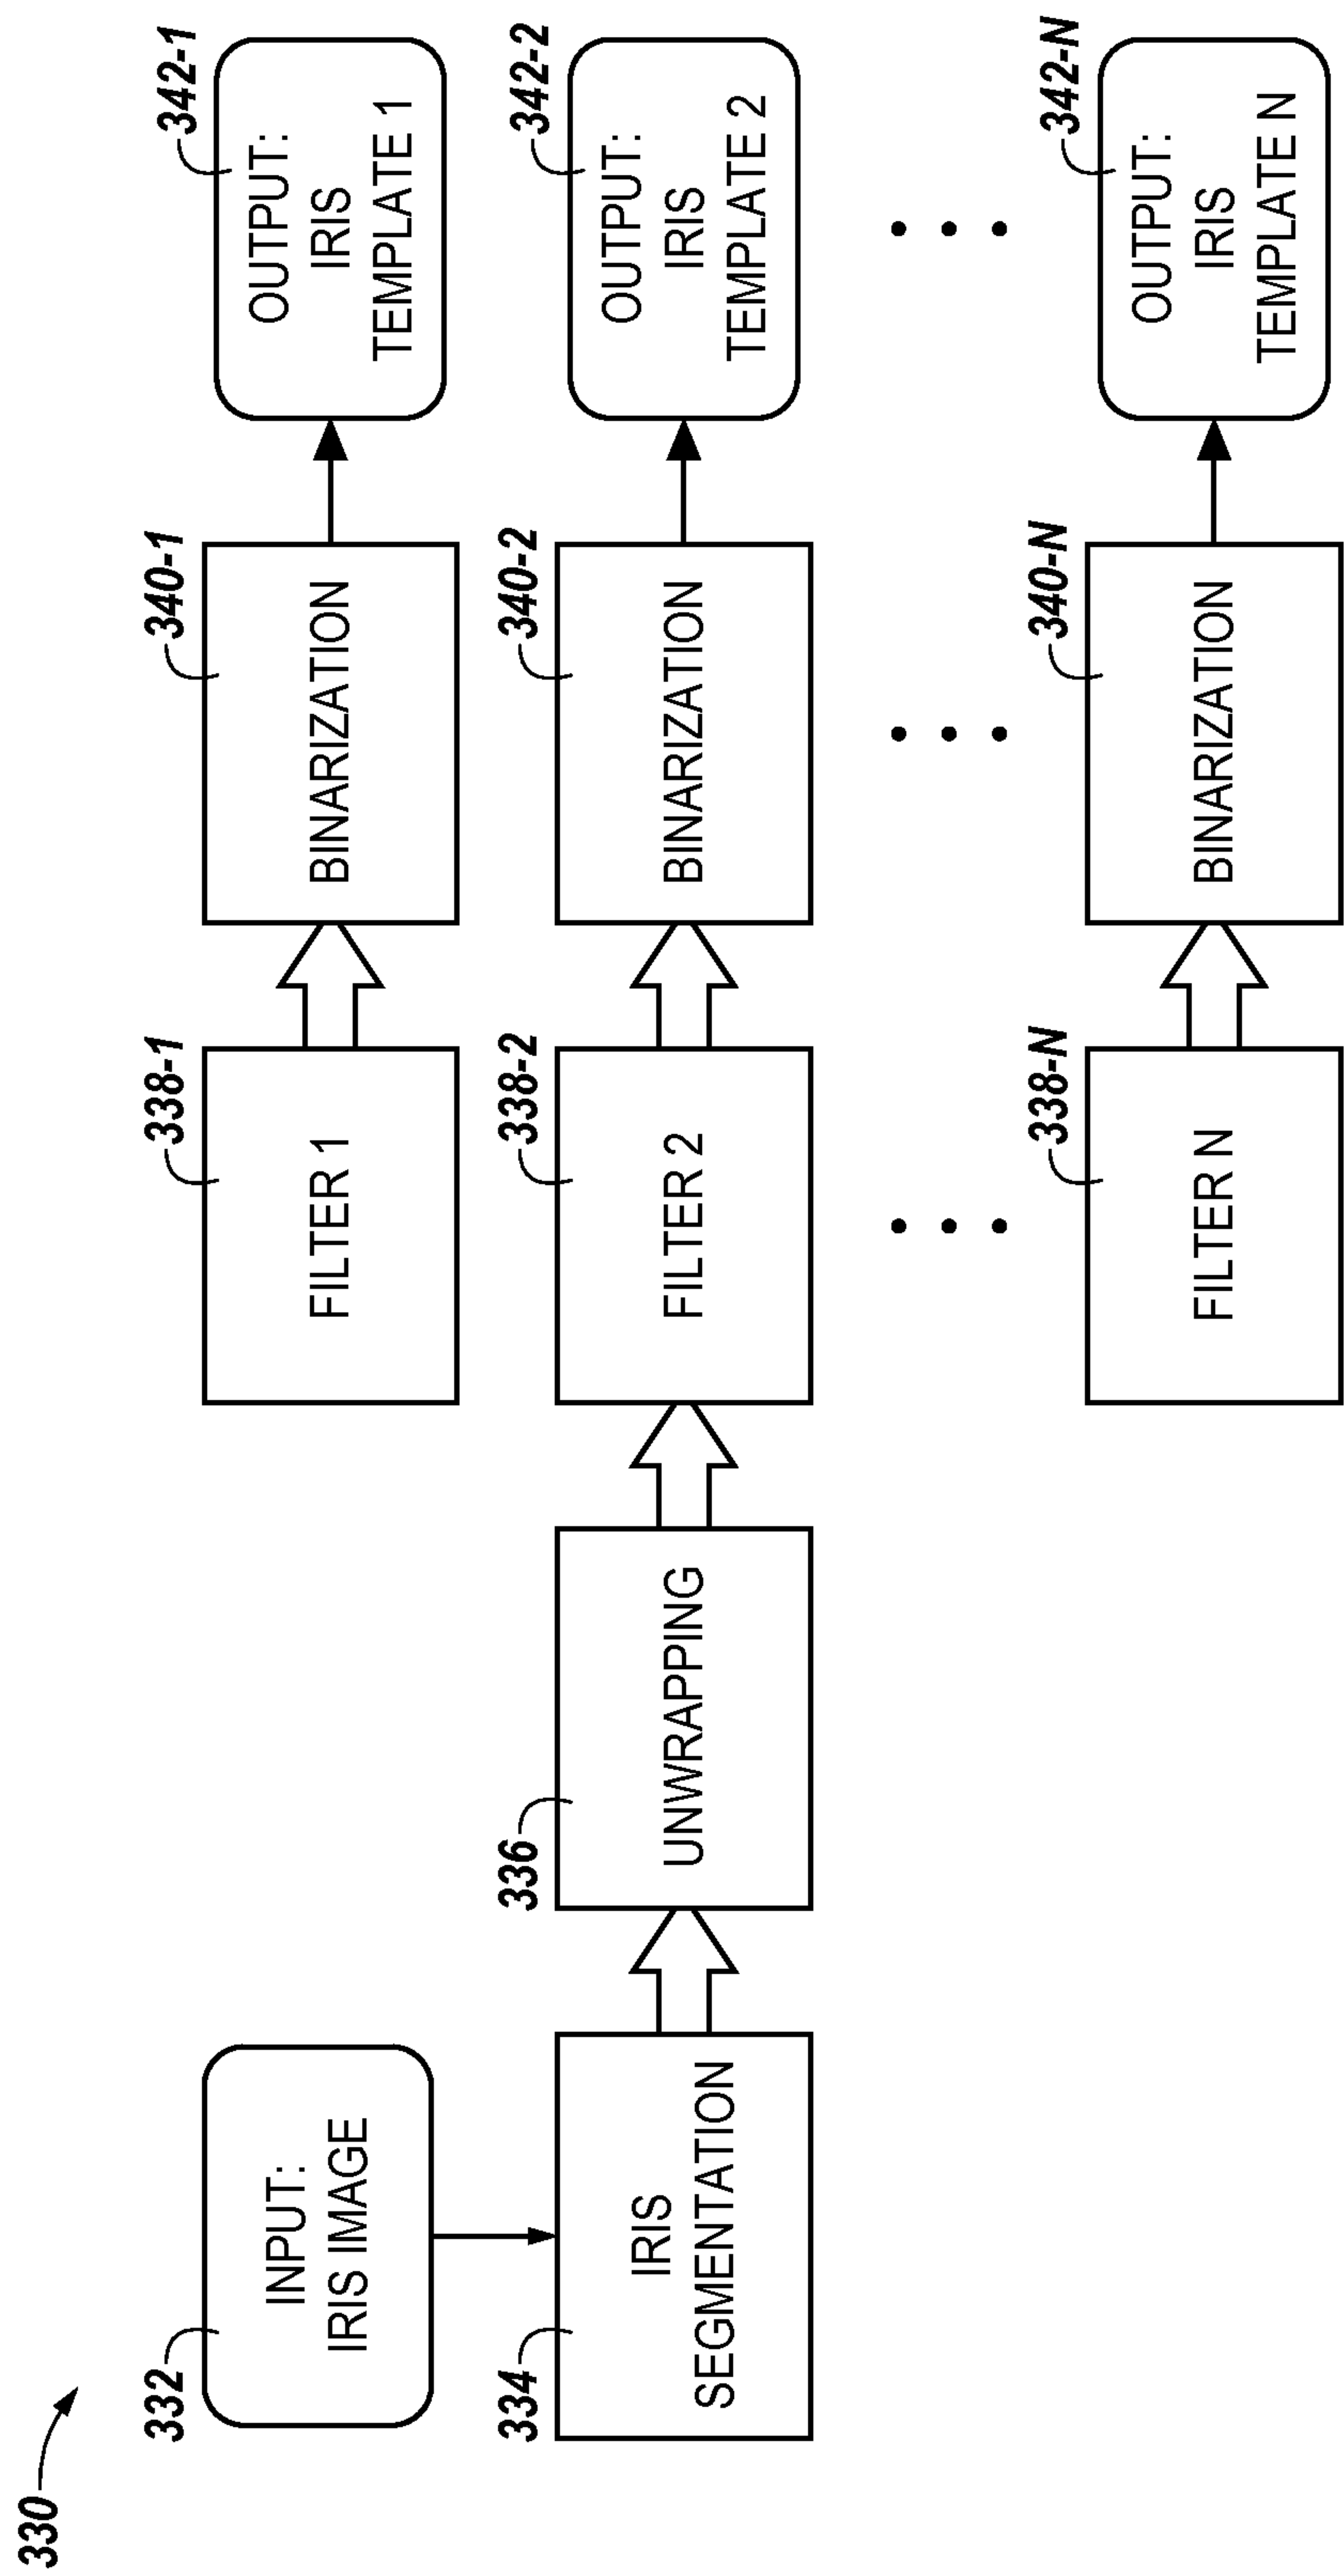 330
332
INPUT:
IRIS IMAGE
334
IRIS
SEGMENTATION
336
UNWRAPPING
338-1
FILTER 1
340-1
BINARIZATION
342-1
OUTPUT:
IRIS
TEMPLATE 1
338-2
FILTER 2
340-2
BINARIZATION
342-2
OUTPUT:
IRIS
TEMPLATE 2
338-N
FILTER N
340-N
BINARIZATION
342-N
OUTPUT:
IRIS
TEMPLATE N